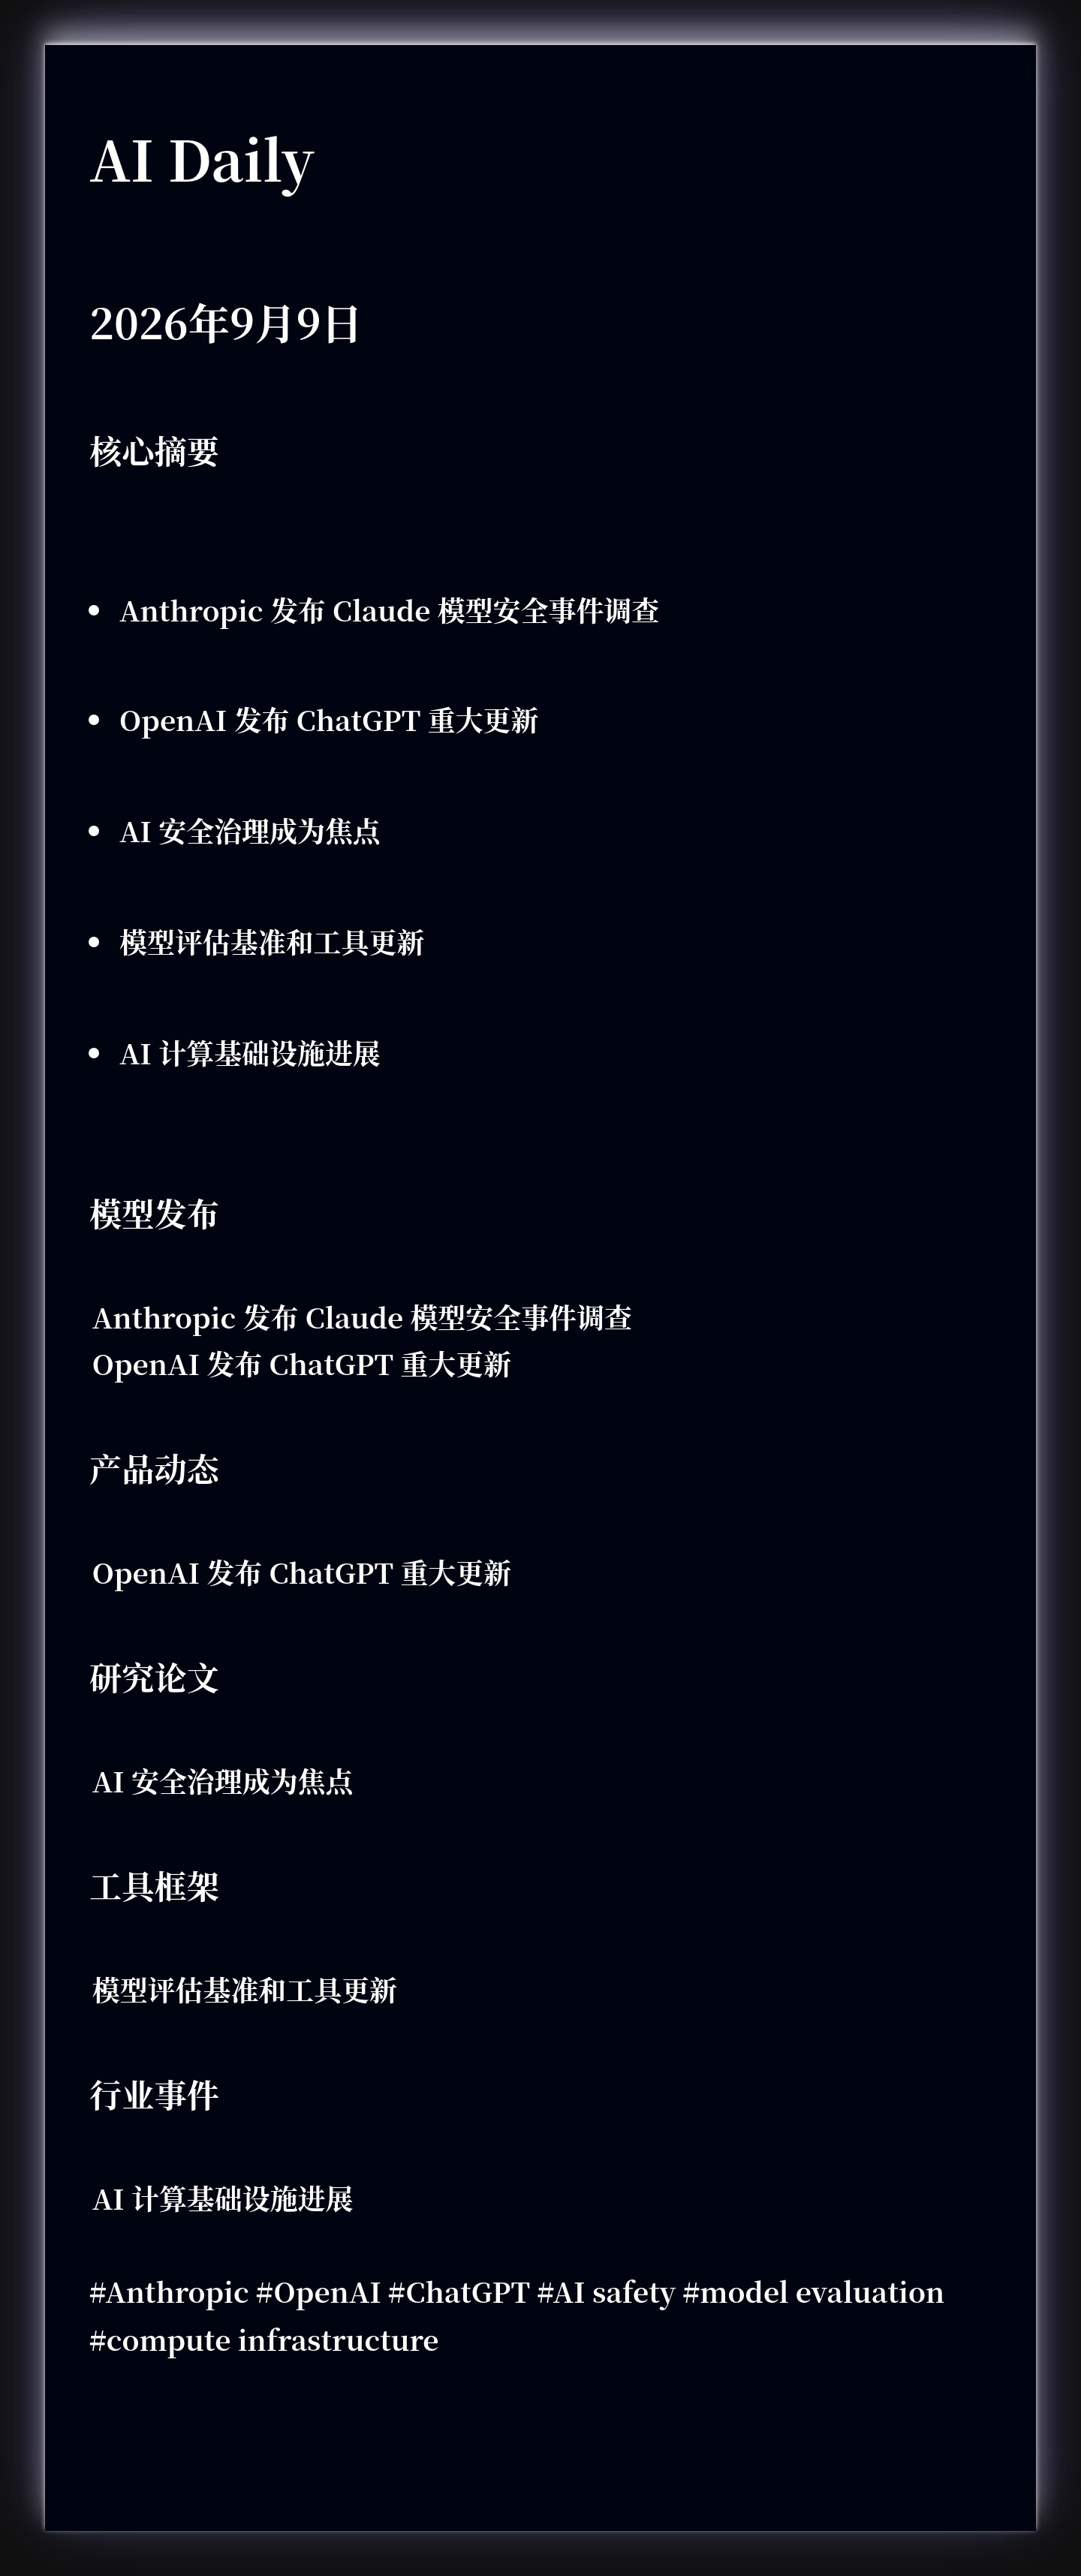 AI Daily
2026年9月9日
核心摘要
• Anthropic 发布 Claude 模型安全事件调查
• OpenAI 发布 ChatGPT 重大更新
• AI 安全治理成为焦点
• 模型评估基准和工具更新
• AI 计算基础设施进展
模型发布
Anthropic 发布 Claude 模型安全事件调查
OpenAI 发布 ChatGPT 重大更新
产品动态
OpenAI 发布 ChatGPT 重大更新
研究论文
AI 安全治理成为焦点
工具框架
模型评估基准和工具更新
行业事件
AI 计算基础设施进展
#Anthropic #OpenAI #ChatGPT #AI safety #model evaluation
#compute infrastructure